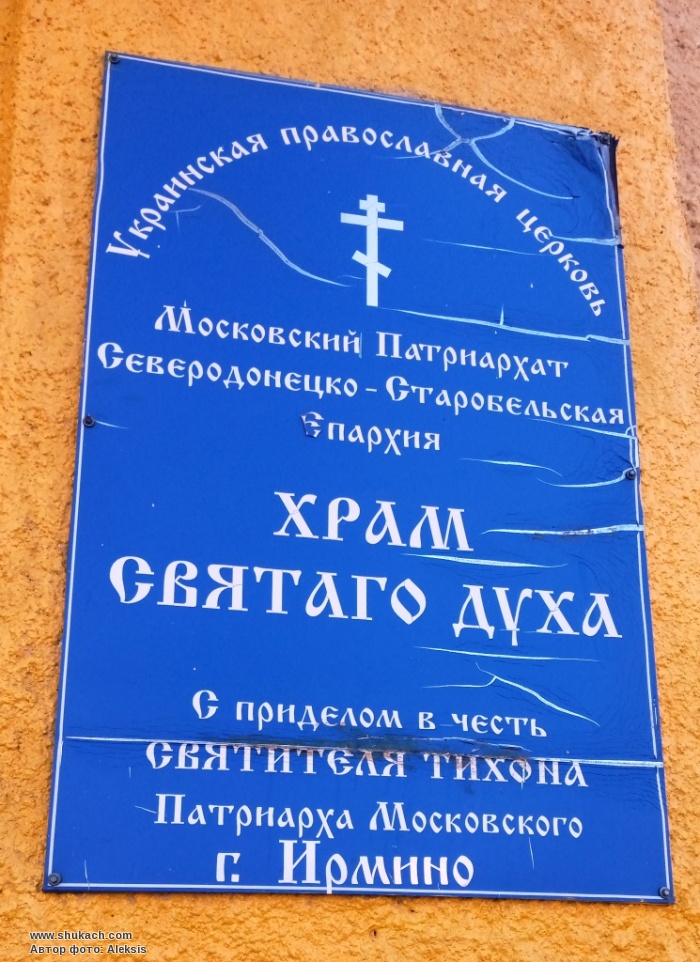 Украинская православная церковь
Московский Патриархат
Северодонецко - Старобельская
Епархия
ХРАМ
СВЯТАГО ДУХА
С приделом в честь
СВЯТИТЕЛЯ ТИХОНА
Патриарха Московского
г. Ирмино
www.shukach.com
Автор фото: Aleksis